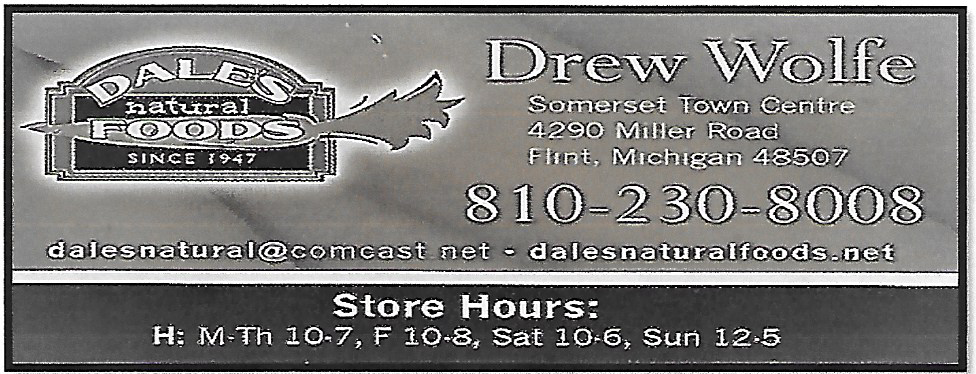 DALE'S
natural
FOODS
SINCE 1947
Drew Wolfe
Somerset Town Centre
4290 Miller Road
Flint, Michigan 48507
810-230-8008
dalesnatural@comcast.net - dalesnaturalfoods.net
Store Hours:
H: M-Th 10-7, F 10-8, Sat 10-6, Sun 12-5